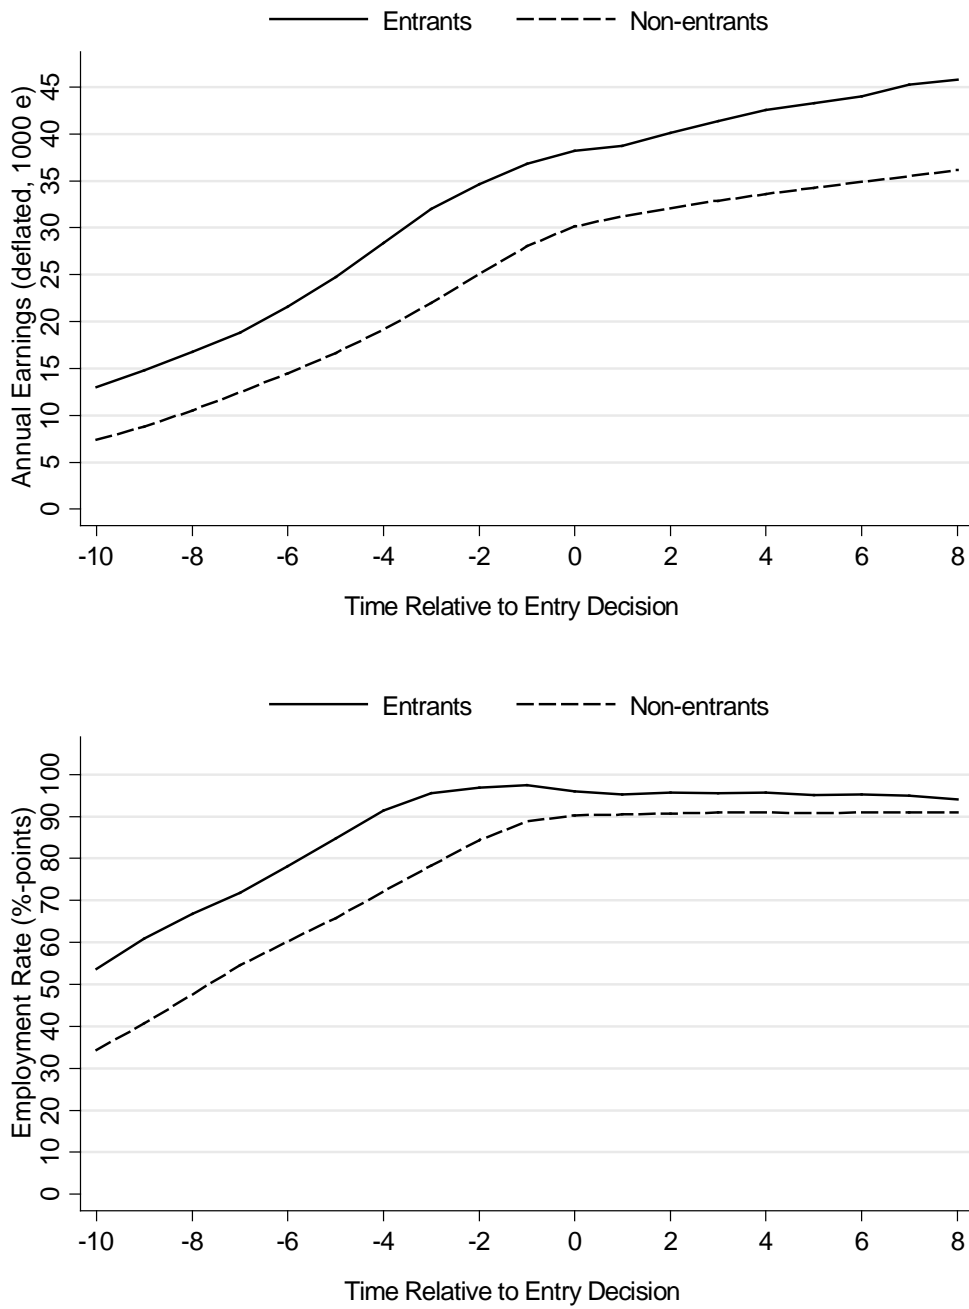 Entrants Non-entrants
Annual Earnings (deflated, 1000 e)
45
40
35
30
25
20
15
10
5
0
-10 -8 -6 -4 -2 0 2 4 6 8
Time Relative to Entry Decision
Entrants Non-entrants
Employment Rate (%-points)
100
90
80
70
60
50
40
30
20
10
0
-10 -8 -6 -4 -2 0 2 4 6 8
Time Relative to Entry Decision